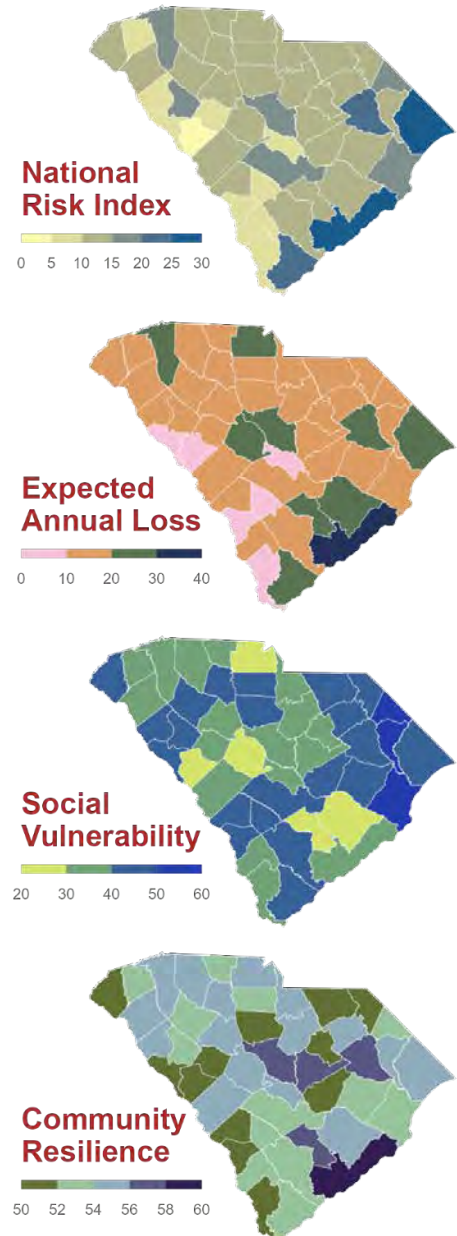 National
Risk Index
0 5 10 15 20 25 30
Expected
Annual Loss
0 10 20 30 40
Social
Vulnerability
20 30 40 50 60
Community
Resilience
50 52 54 56 58 60